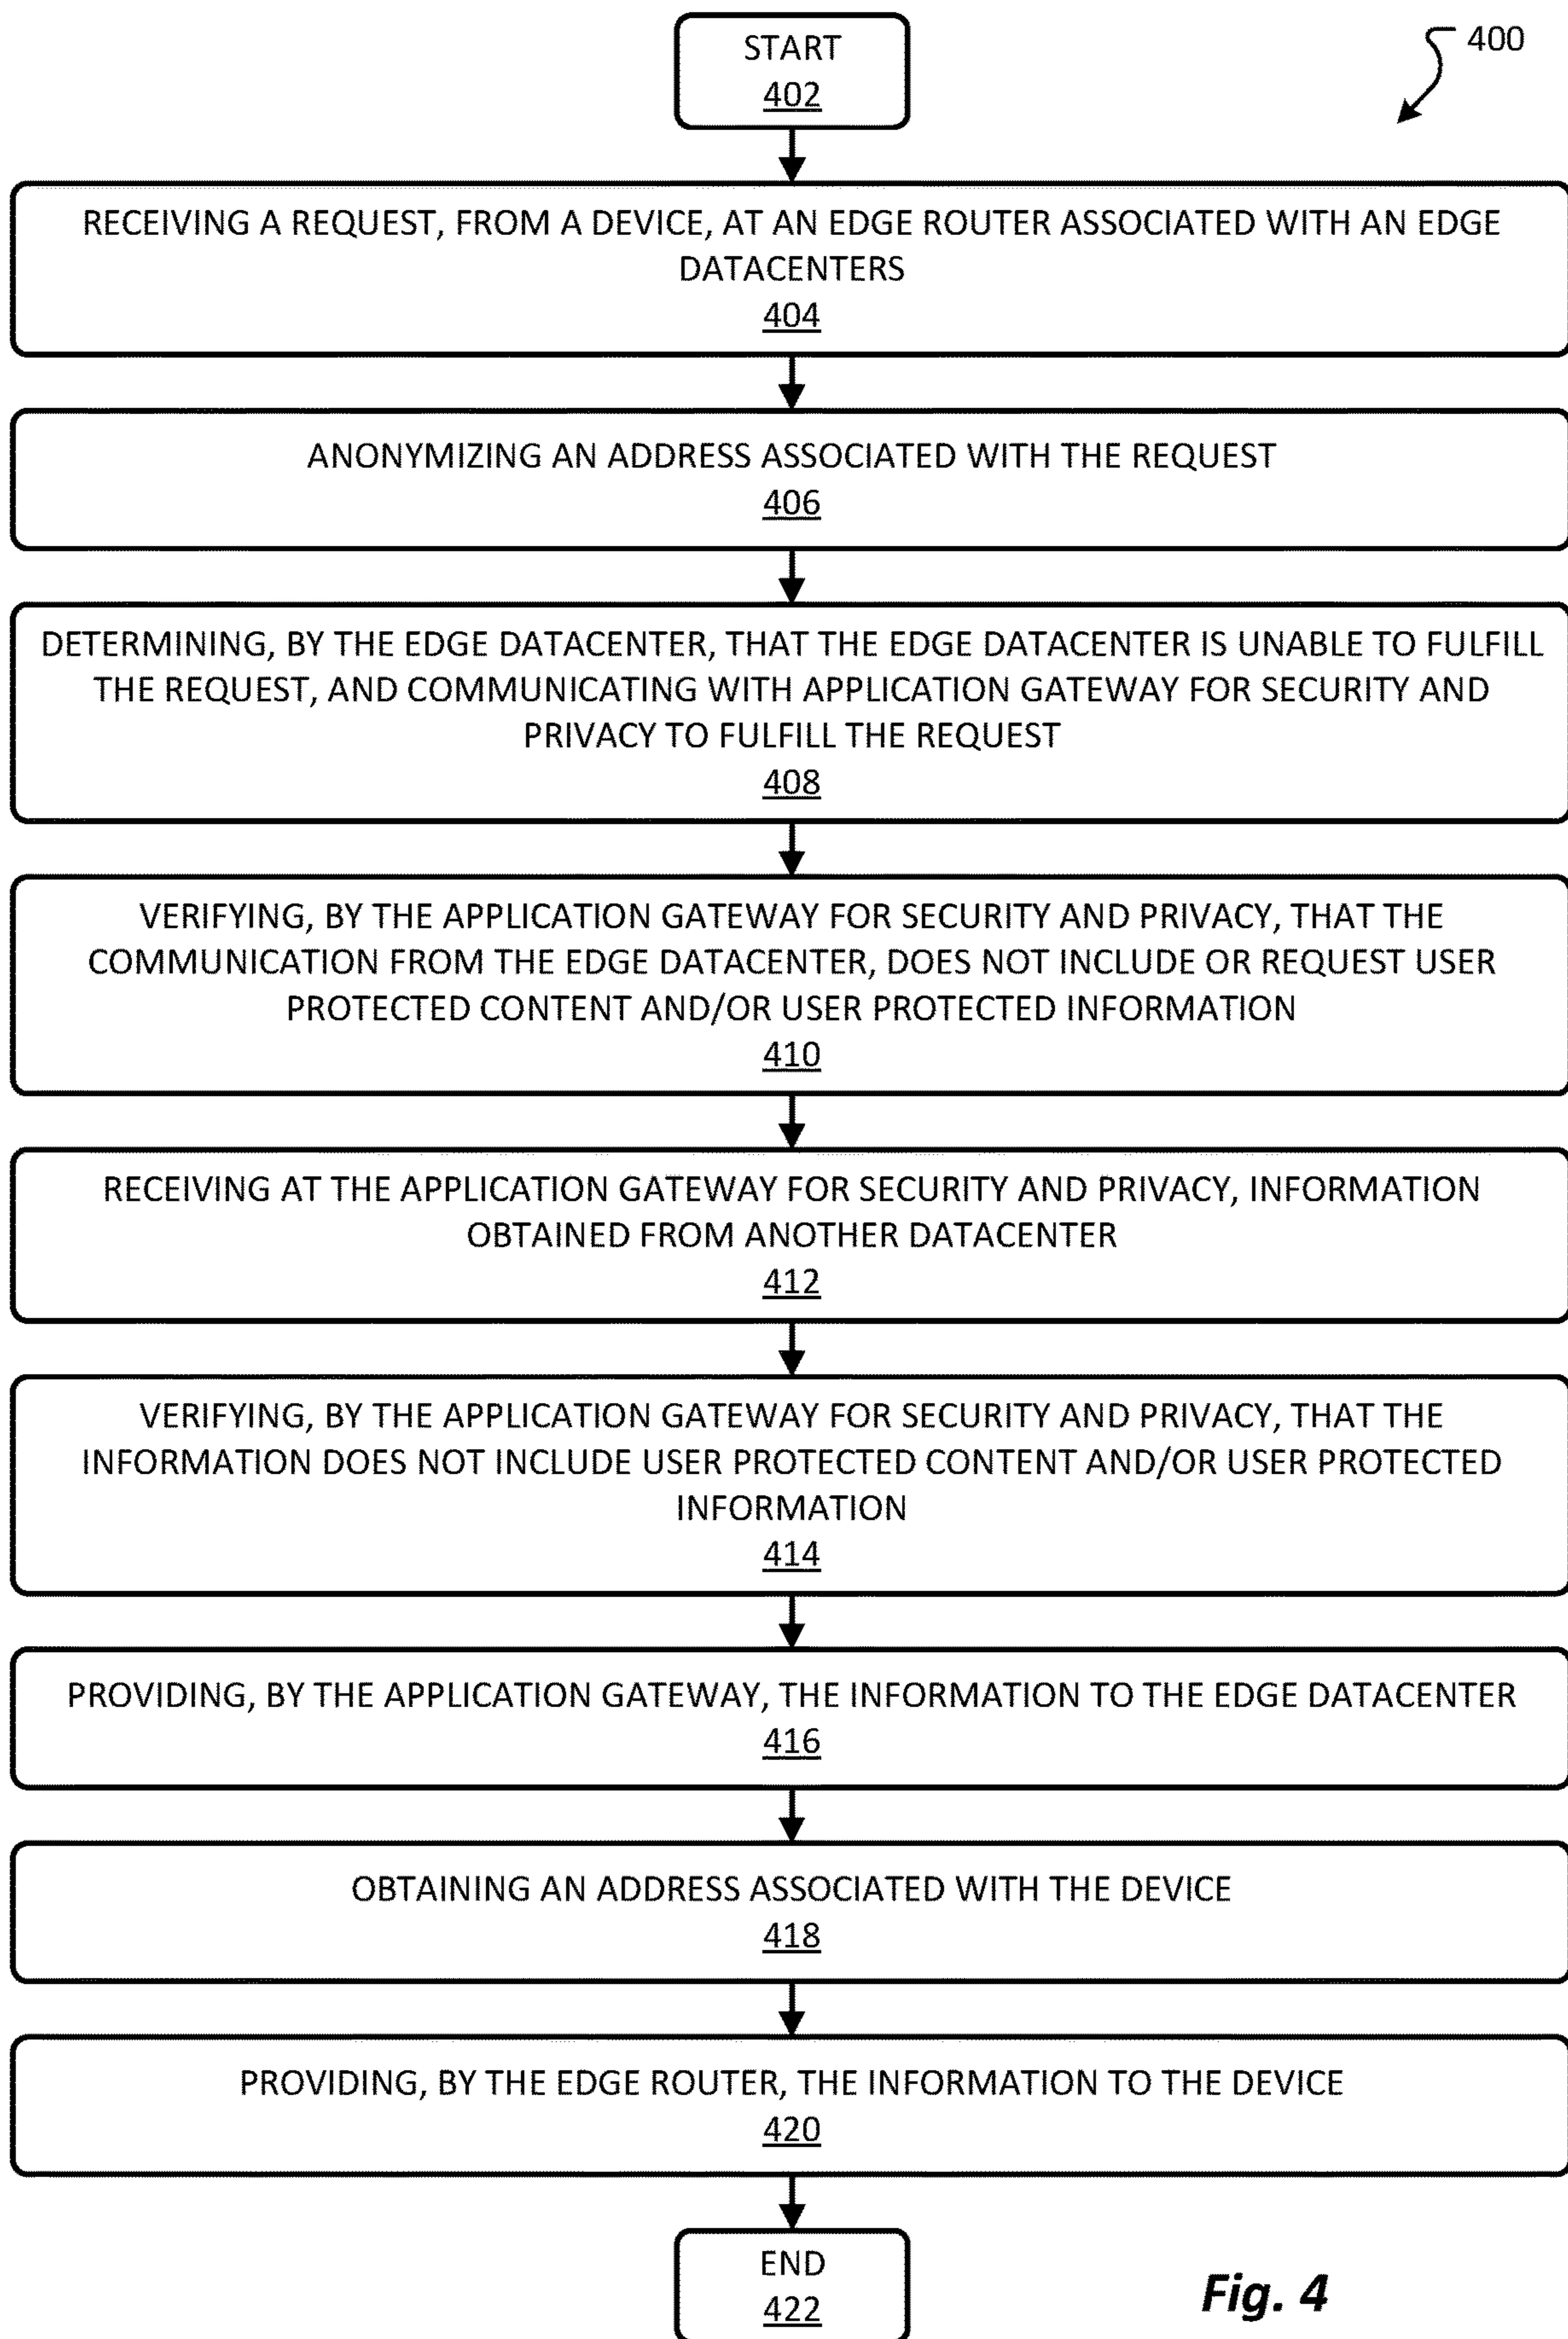 START
402
400
RECEIVING A REQUEST, FROM A DEVICE, AT AN EDGE ROUTER ASSOCIATED WITH AN EDGE
DATACENTERS
404
ANONYMIZING AN ADDRESS ASSOCIATED WITH THE REQUEST
406
DETERMINING, BY THE EDGE DATACENTER, THAT THE EDGE DATACENTER IS UNABLE TO FULFILL
THE REQUEST, AND COMMUNICATING WITH APPLICATION GATEWAY FOR SECURITY AND
PRIVACY TO FULFILL THE REQUEST
408
VERIFYING, BY THE APPLICATION GATEWAY FOR SECURITY AND PRIVACY, THAT THE
COMMUNICATION FROM THE EDGE DATACENTER, DOES NOT INCLUDE OR REQUEST USER
PROTECTED CONTENT AND/OR USER PROTECTED INFORMATION
410
RECEIVING AT THE APPLICATION GATEWAY FOR SECURITY AND PRIVACY, INFORMATION
OBTAINED FROM ANOTHER DATACENTER
412
VERIFYING, BY THE APPLICATION GATEWAY FOR SECURITY AND PRIVACY, THAT THE
INFORMATION DOES NOT INCLUDE USER PROTECTED CONTENT AND/OR USER PROTECTED
INFORMATION
414
PROVIDING, BY THE APPLICATION GATEWAY, THE INFORMATION TO THE EDGE DATACENTER
416
OBTAINING AN ADDRESS ASSOCIATED WITH THE DEVICE
418
PROVIDING, BY THE EDGE ROUTER, THE INFORMATION TO THE DEVICE
420
END
422
Fig. 4